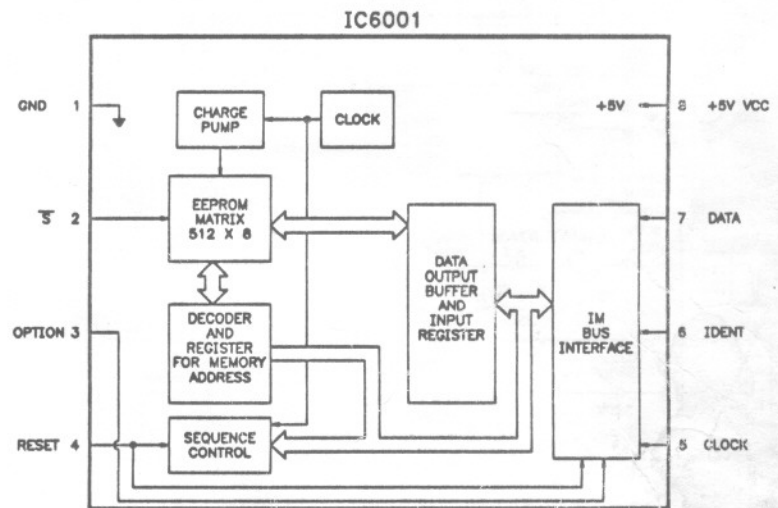 IC6001
GND 1
CHARGE
PUMP
CLOCK
+5V
8 +5V VCC
S̅ 2
EEPROM
MATRIX
512 X 8
7 DATA
DATA
OUTPUT
BUFFER
AND
INPUT
REGISTER
IM
BUS
INTERFACE
OPTION 3
DECODER
AND
REGISTER
FOR MEMORY
ADDRESS
6 IDENT
RESET 4
SEQUENCE
CONTROL
5 CLOCK